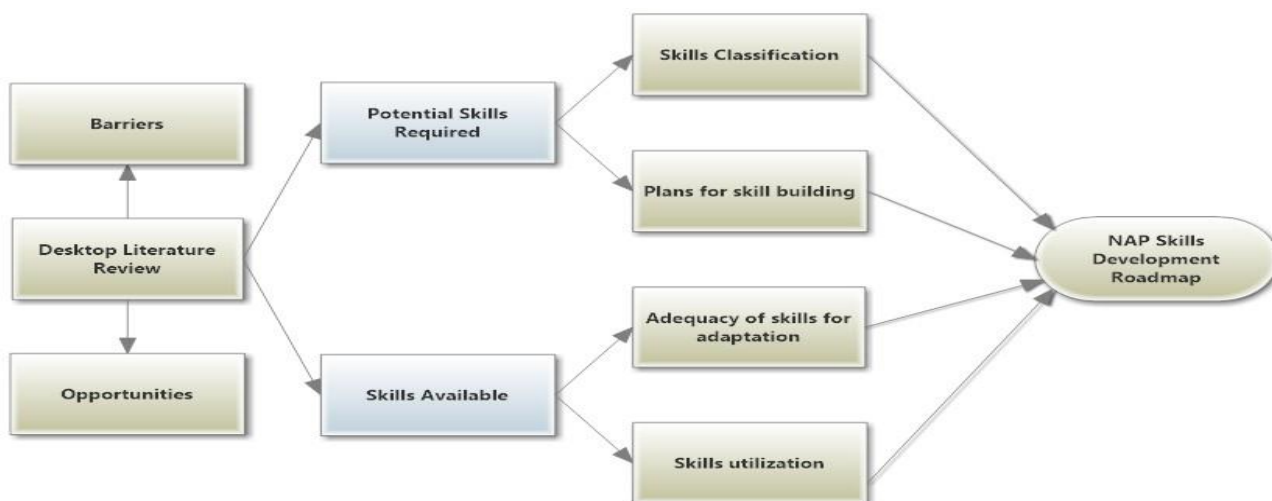 Barriers
Desktop Literature
Review
Opportunities
Potential Skills
Required
Skills Available
Skills Classification
Plans for skill building
Adequacy of skills for
adaptation
Skills utilization
NAP Skills
Development
Roadmap